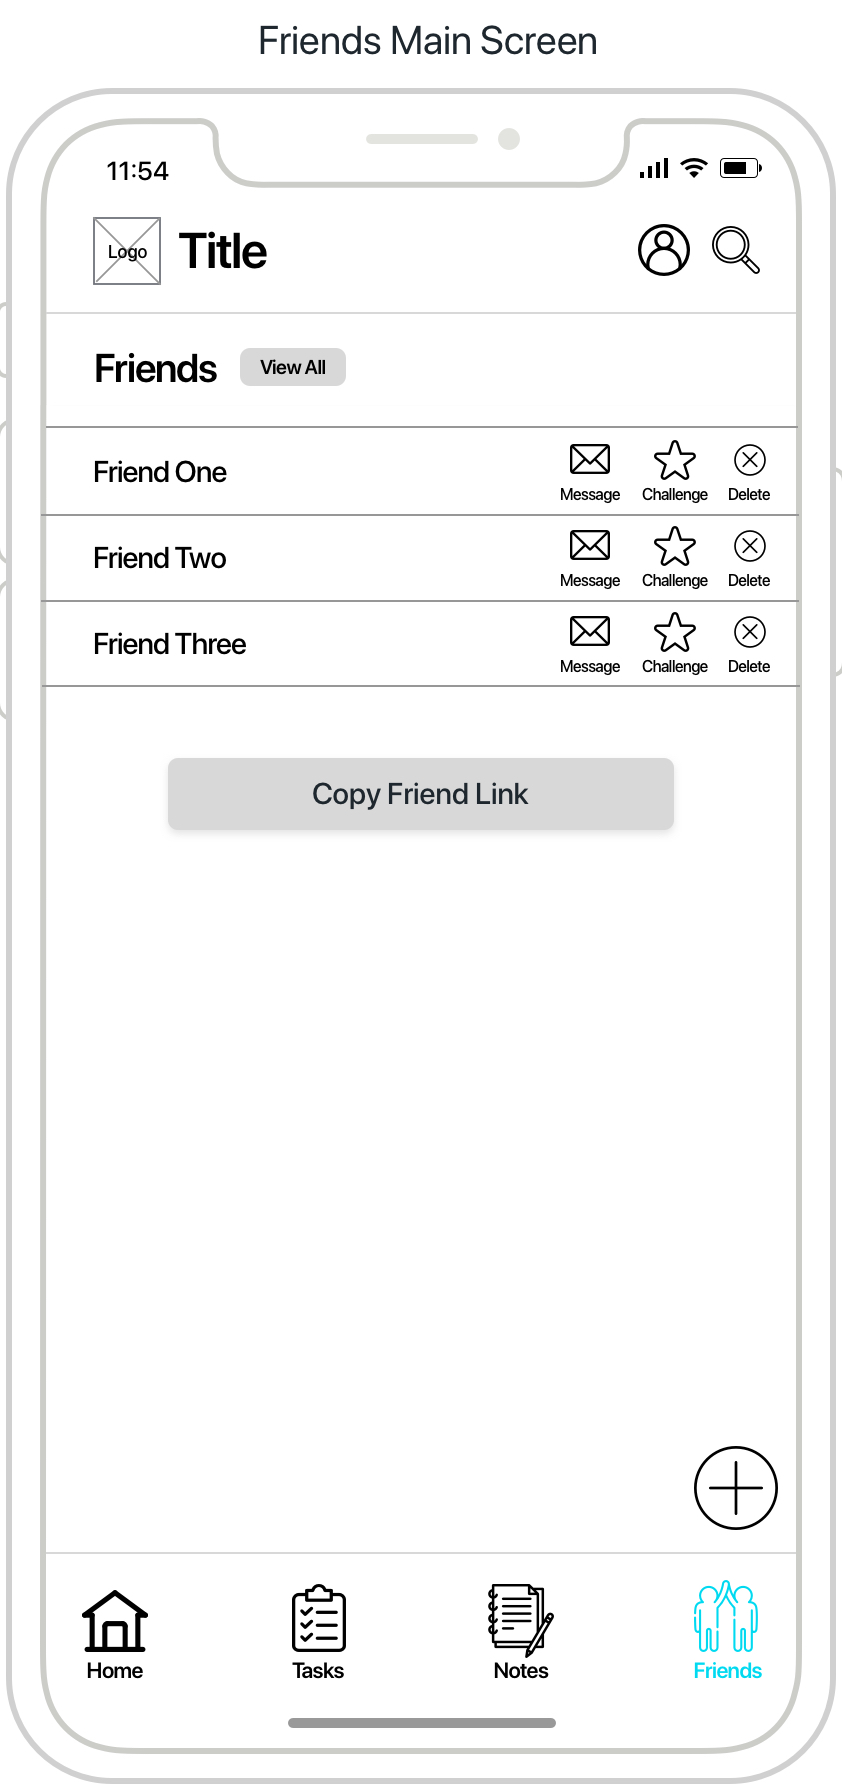 Friends Main Screen
11:54
Logo
Title
Friends
View All
Friend One
Message
Challenge
Delete
Friend Two
Message
Challenge
Delete
Friend Three
Message
Challenge
Delete
Copy Friend Link
Home
Tasks
Notes
Friends